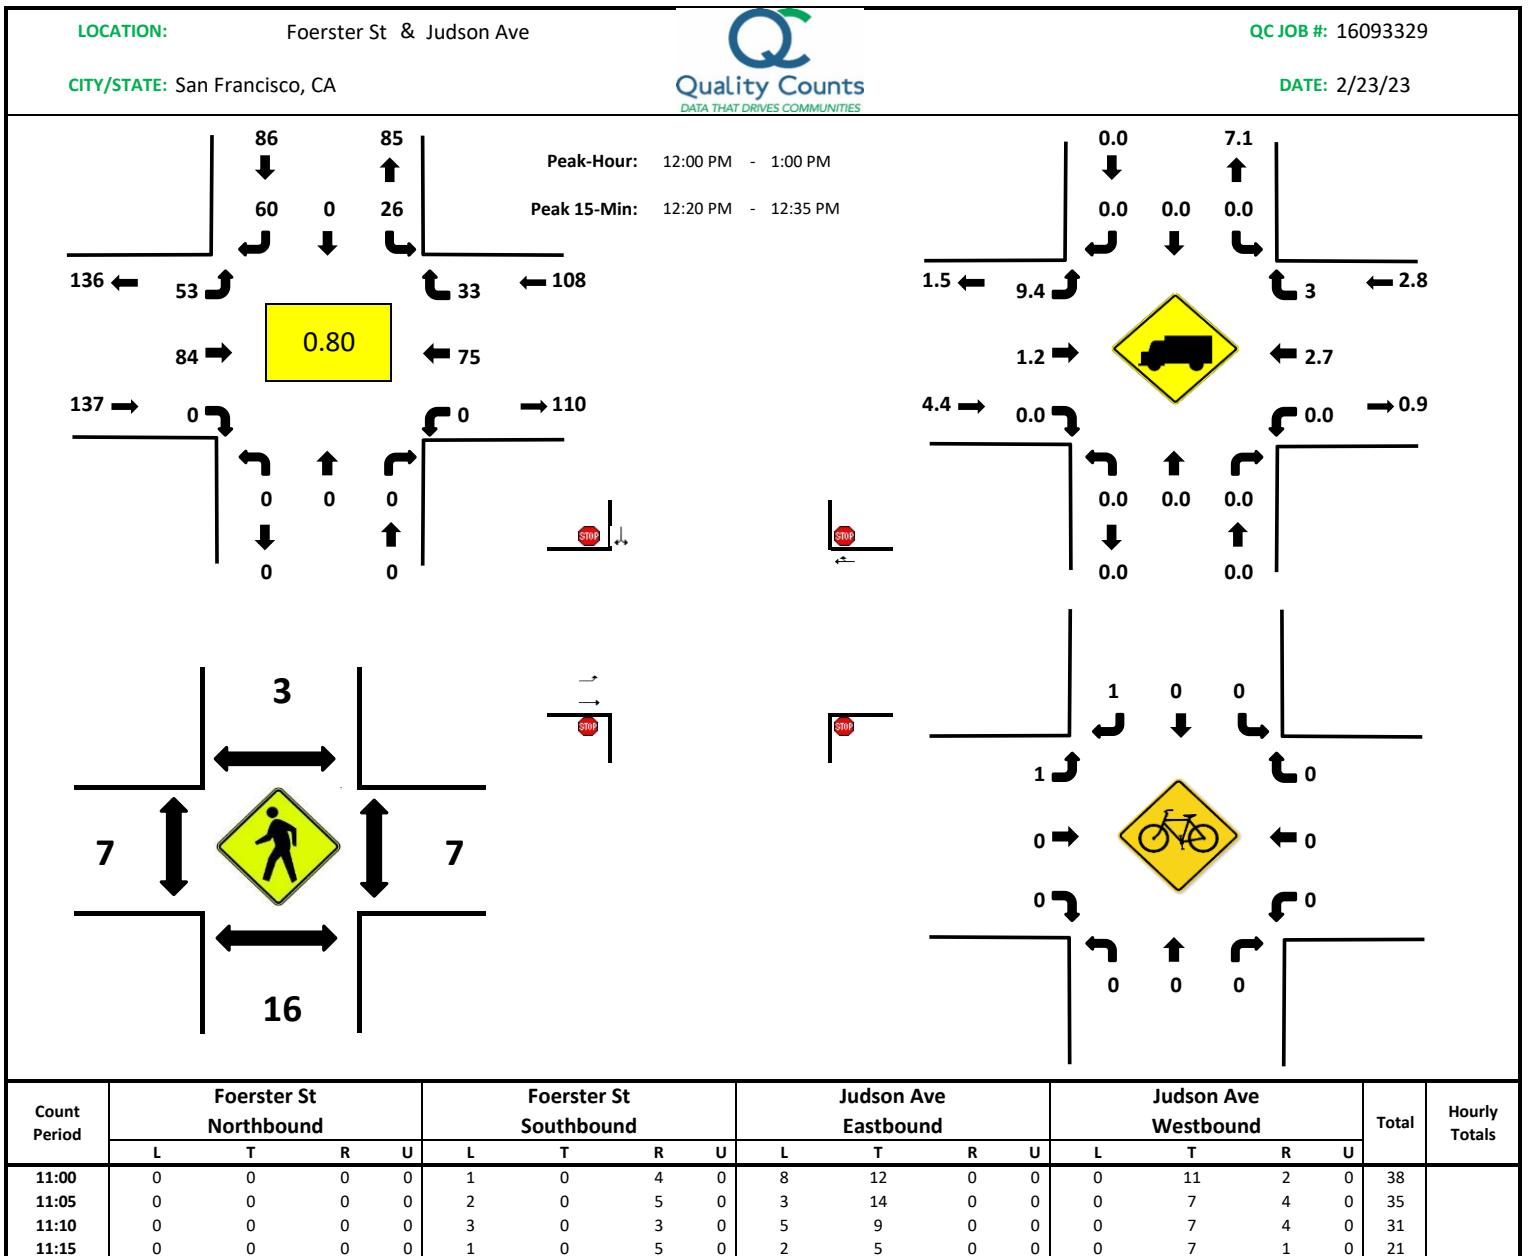 LOCATION: Foerster St & Judson Ave QC JOB #: 16093329
Quality Counts
CITY/STATE: San Francisco, CA DATE: 2/23/23
DATA THAT DRIVES COMMUNITIES
86 85 0.0 7.1
Peak-Hour: 12:00 PM - 1:00 PM
60 0 26 Peak 15-Min: 12:20 PM - 12:35 PM 0.0 0.0 0.0
136 108 1.5 2.8
53 33 9.4 3
0.80
84 75 1.2 2.7
137 110 4.4 0.9
0 0 0.0 0.0
0 0 0 0.0 0.0 0.0
STOP STOP
0 0 0.0 0.0
3 1 0 0
STOP STOP
1 0
7 7 0 0
0 0
16 0 0 0
Count Period Foerster St Northbound Foerster St Southbound Judson Ave Eastbound Judson Ave Westbound Total Hourly Totals
L T R U L T R U L T R U L T R U
11:00 0 0 0 0 1 0 4 0 8 12 0 0 0 11 2 0 38
11:05 0 0 0 0 2 0 5 0 3 14 0 0 0 7 4 0 35
11:10 0 0 0 0 3 0 3 0 5 9 0 0 0 7 4 0 31
11:15 0 0 0 0 1 0 5 0 2 5 0 0 0 7 1 0 21